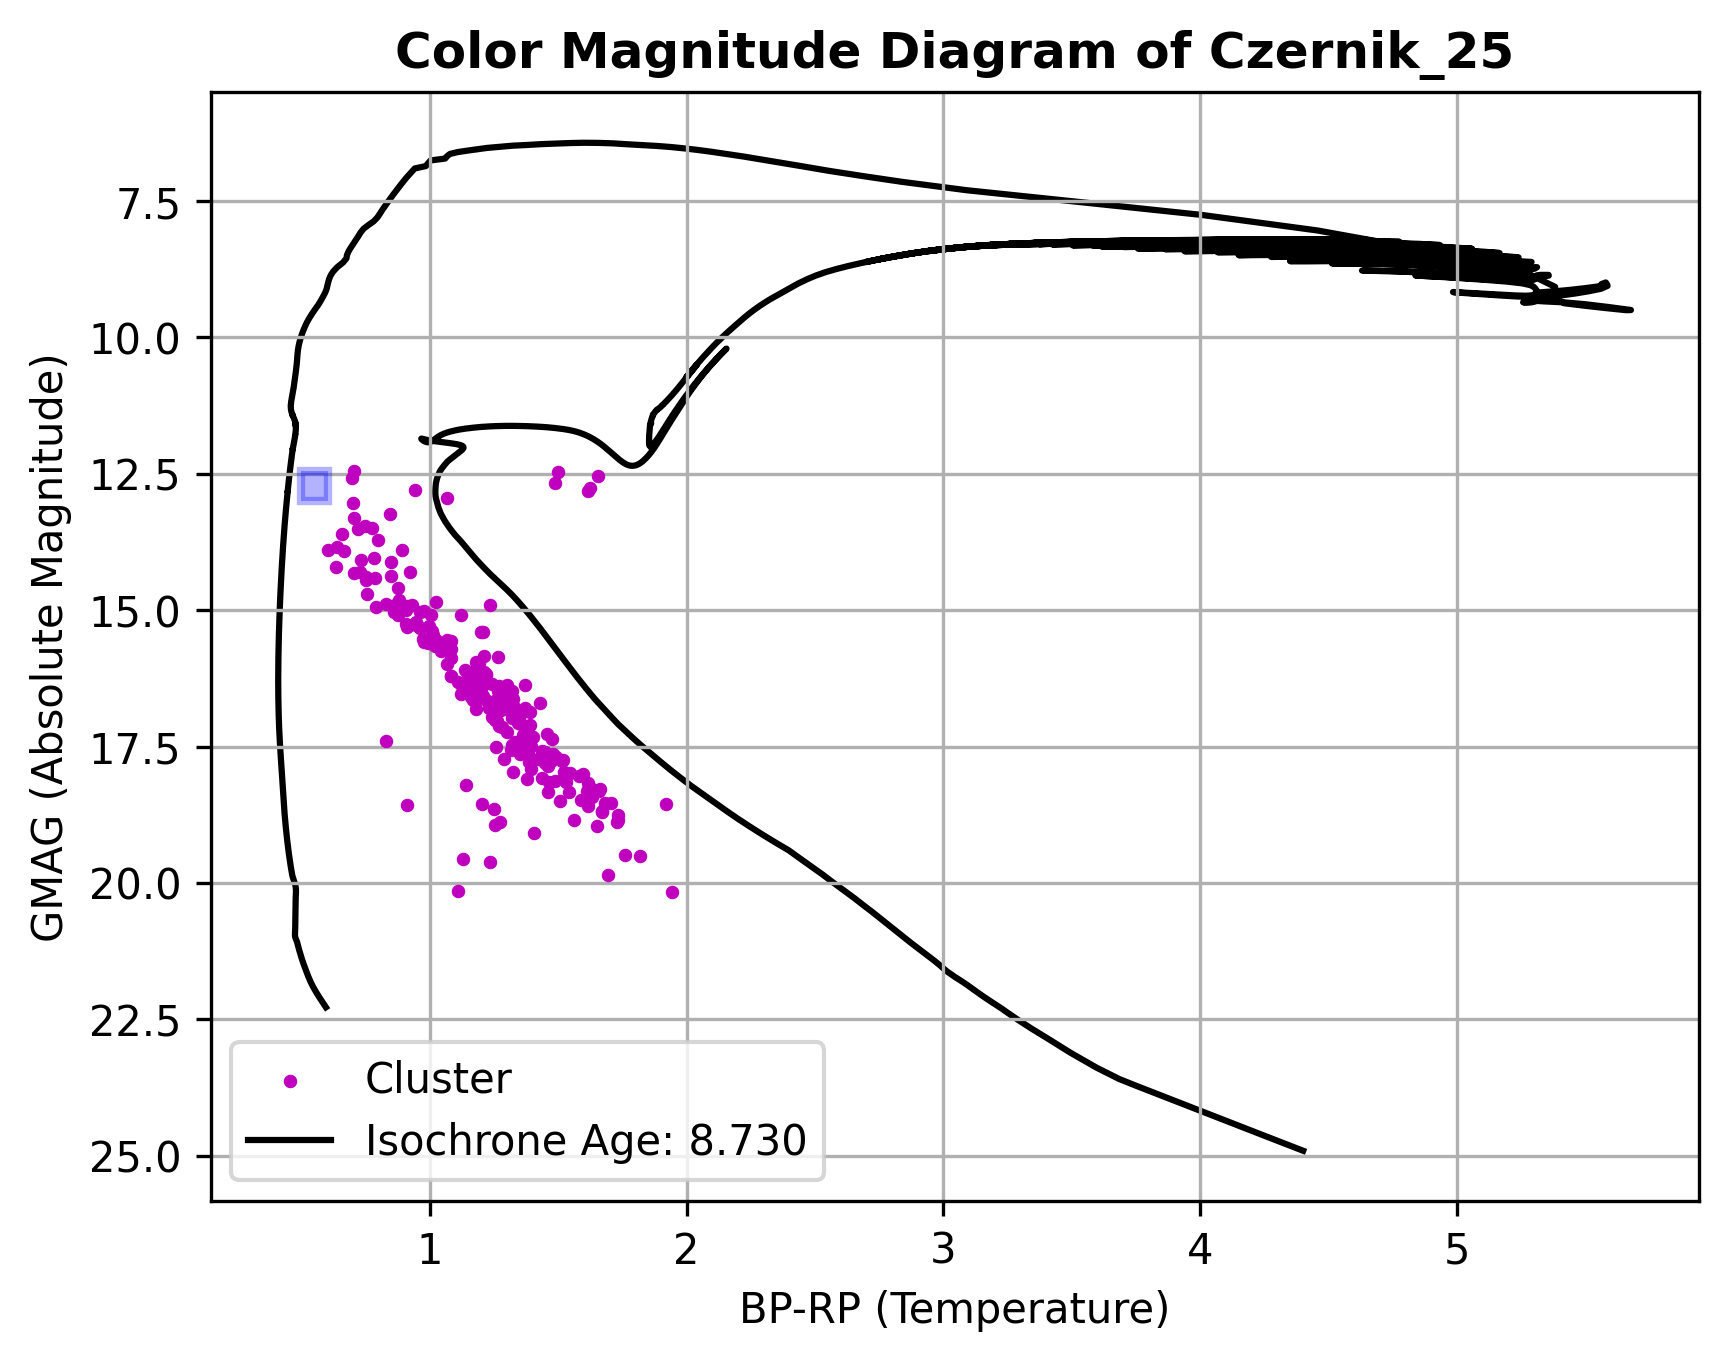 Color Magnitude Diagram of Czernik_25
GMAG (Absolute Magnitude)
7.5
10.0
12.5
15.0
17.5
20.0
22.5
25.0
Cluster
Isochrone Age: 8.730
1 2 3 4 5
BP-RP (Temperature)